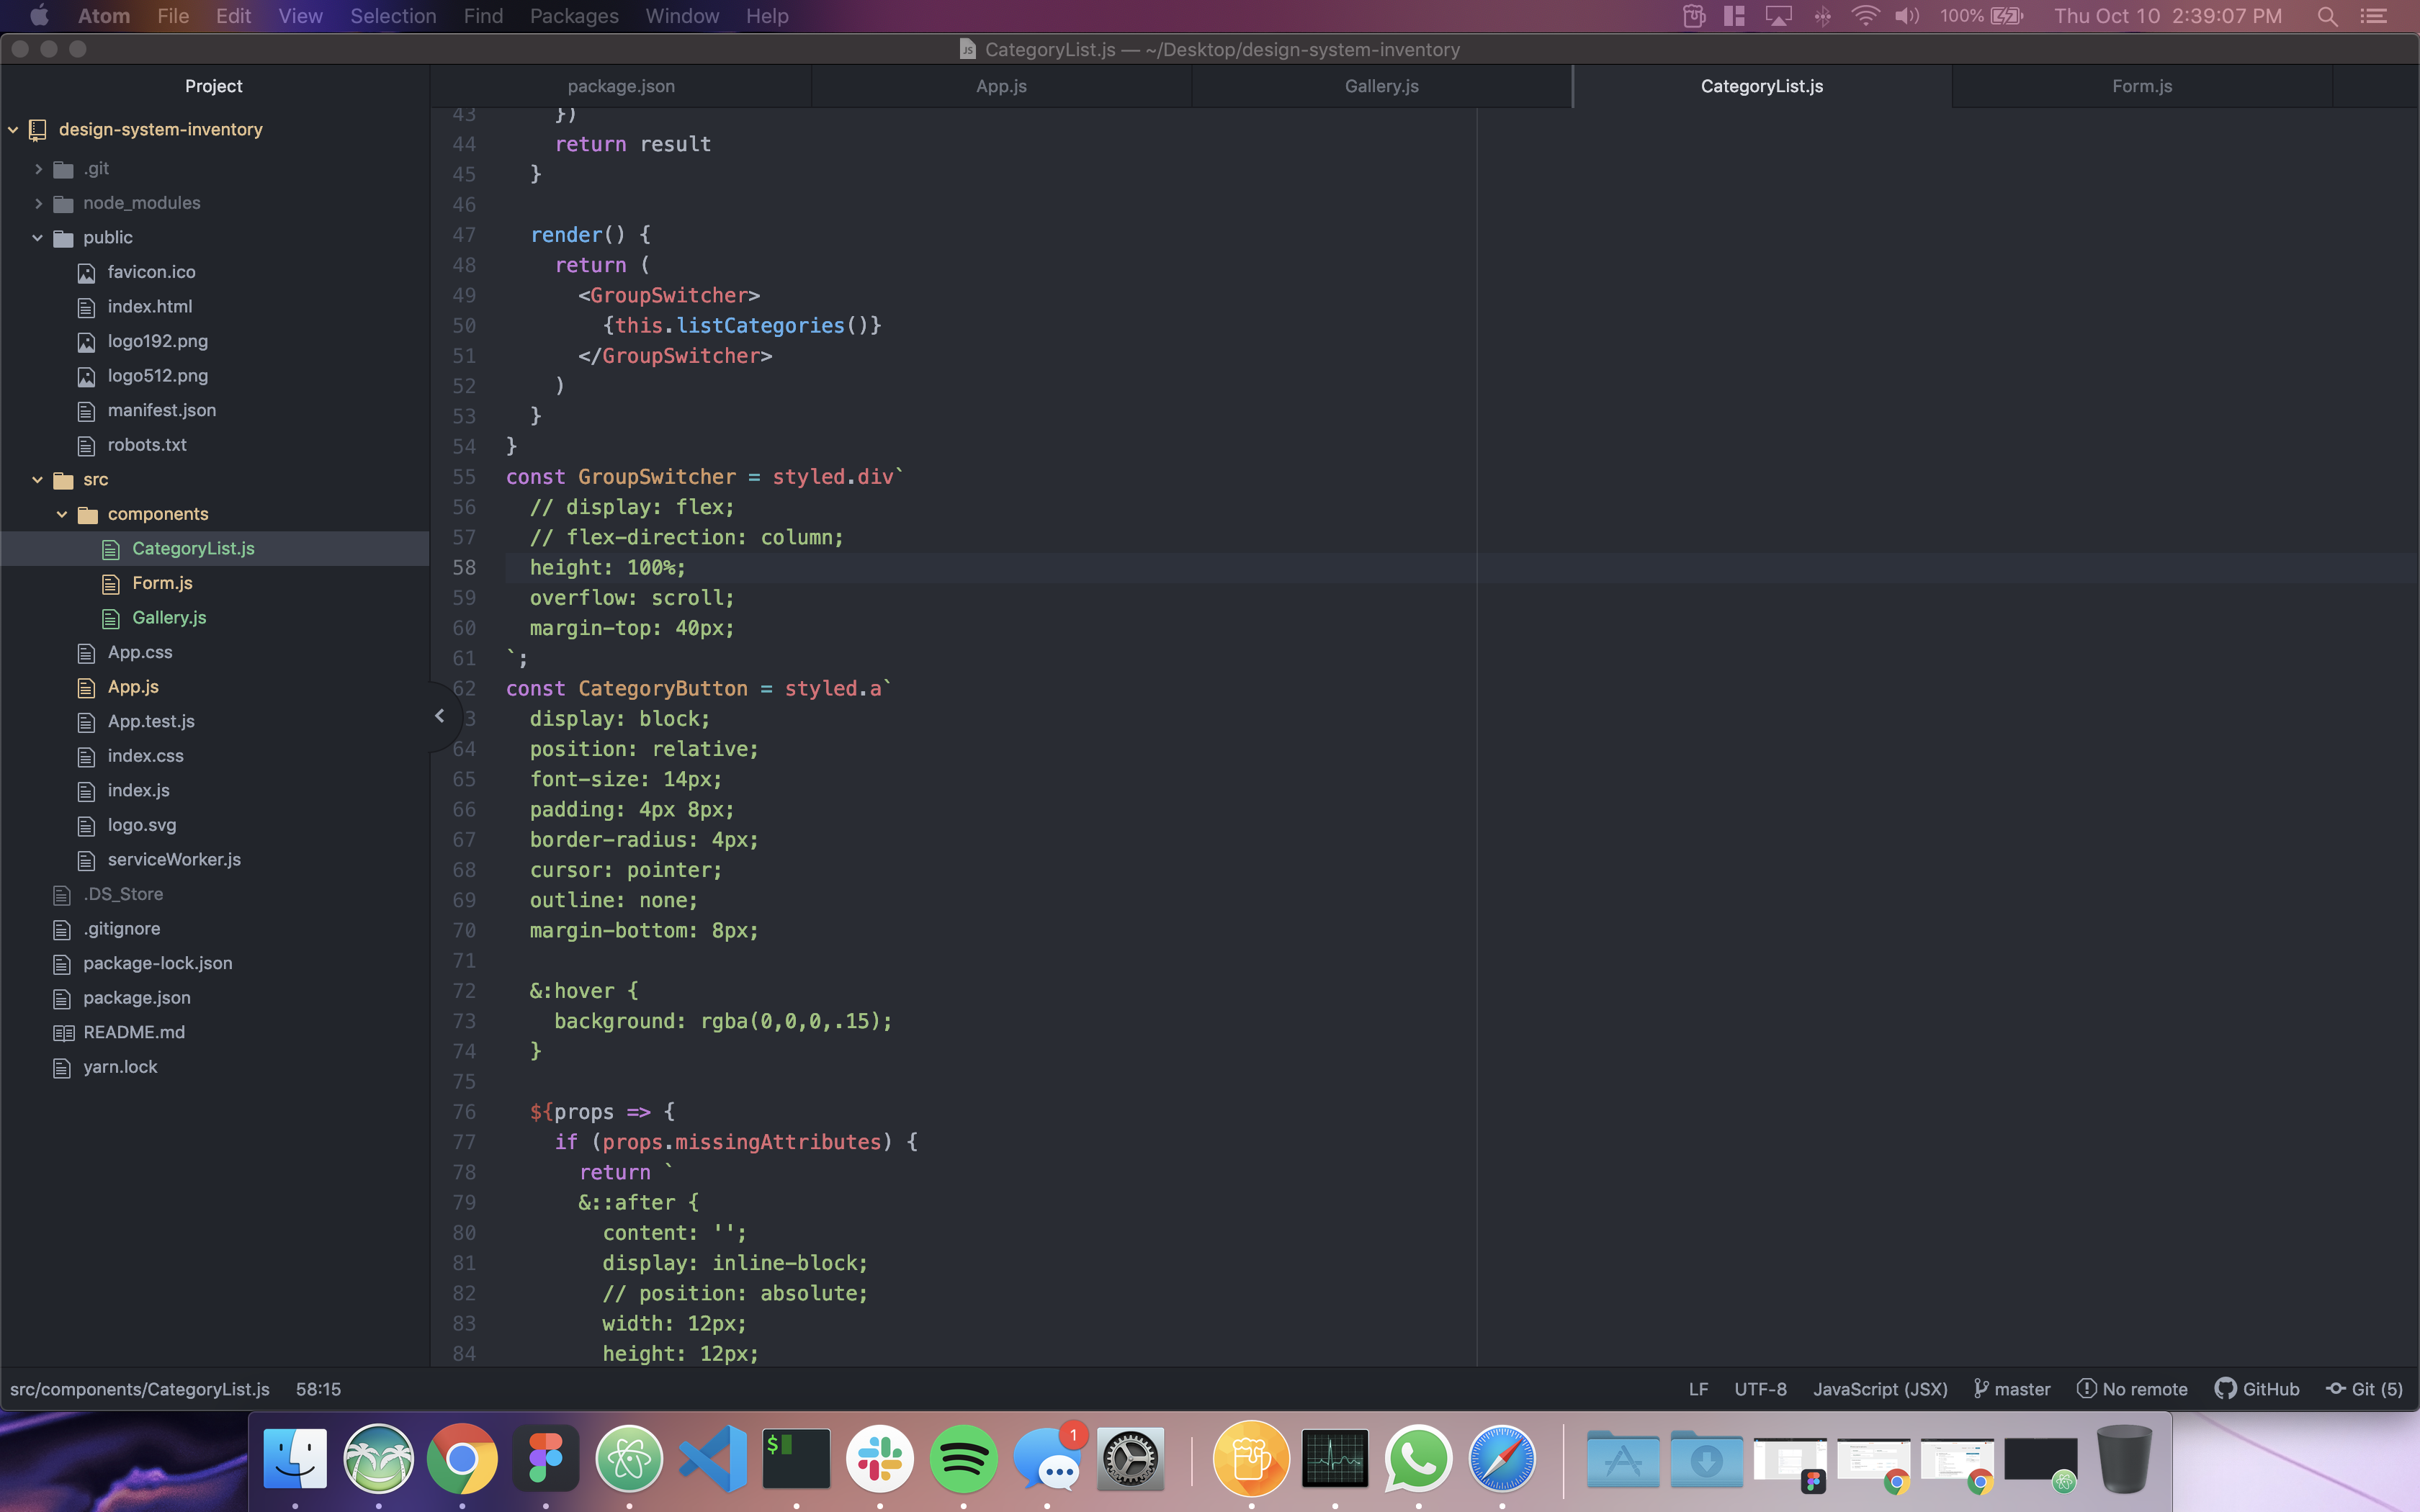 Atom File Edit View Selection Find Packages Window Help 100% Thu Oct 10 2:39:07 PM
CategoryList.js — ~/Desktop/design-system-inventory
Project
design-system-inventory
.git
node_modules
public
favicon.ico
index.html
logo192.png
logo512.png
manifest.json
robots.txt
src
components
CategoryList.js
Form.js
Gallery.js
App.css
App.js
App.test.js
index.css
index.js
logo.svg
serviceWorker.js
.DS_Store
.gitignore
package-lock.json
package.json
README.md
yarn.lock
package.json App.js Gallery.js CategoryList.js Form.js
43 })
44 return result
45 }
46
47 render() {
48 return (
49 <GroupSwitcher>
50 {this.listCategories()}
51 </GroupSwitcher>
52 )
53 }
54 }
55 const GroupSwitcher = styled.div`
56 // display: flex;
57 // flex-direction: column;
58 height: 100%;
59 overflow: scroll;
60 margin-top: 40px;
61 `;
62 const CategoryButton = styled.a`
3 display: block;
64 position: relative;
65 font-size: 14px;
66 padding: 4px 8px;
67 border-radius: 4px;
68 cursor: pointer;
69 outline: none;
70 margin-bottom: 8px;
71
72 &:hover {
73 background: rgba(0,0,0,.15);
74 }
75
76 ${props => {
77 if (props.missingAttributes) {
78 return `
79 &::after {
80 content: '';
81 display: inline-block;
82 // position: absolute;
83 width: 12px;
84 height: 12px;
src/components/CategoryList.js 58:15 LF UTF-8 JavaScript (JSX) master No remote GitHub Git (5)
$
1